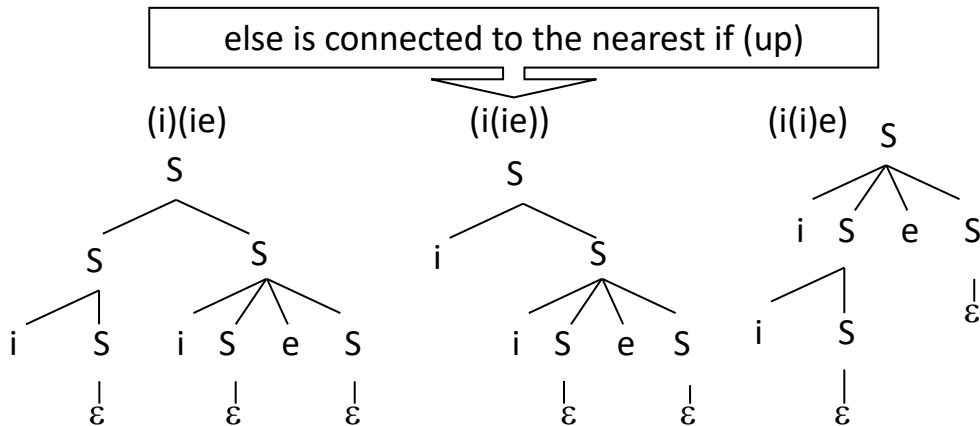 else is connected to the nearest if (up)
(i)(ie) (i(ie)) (i(i)e)
S S S
i S e S
S S i S
ε
i S i S e S i S e S i S
ε ε ε ε ε ε